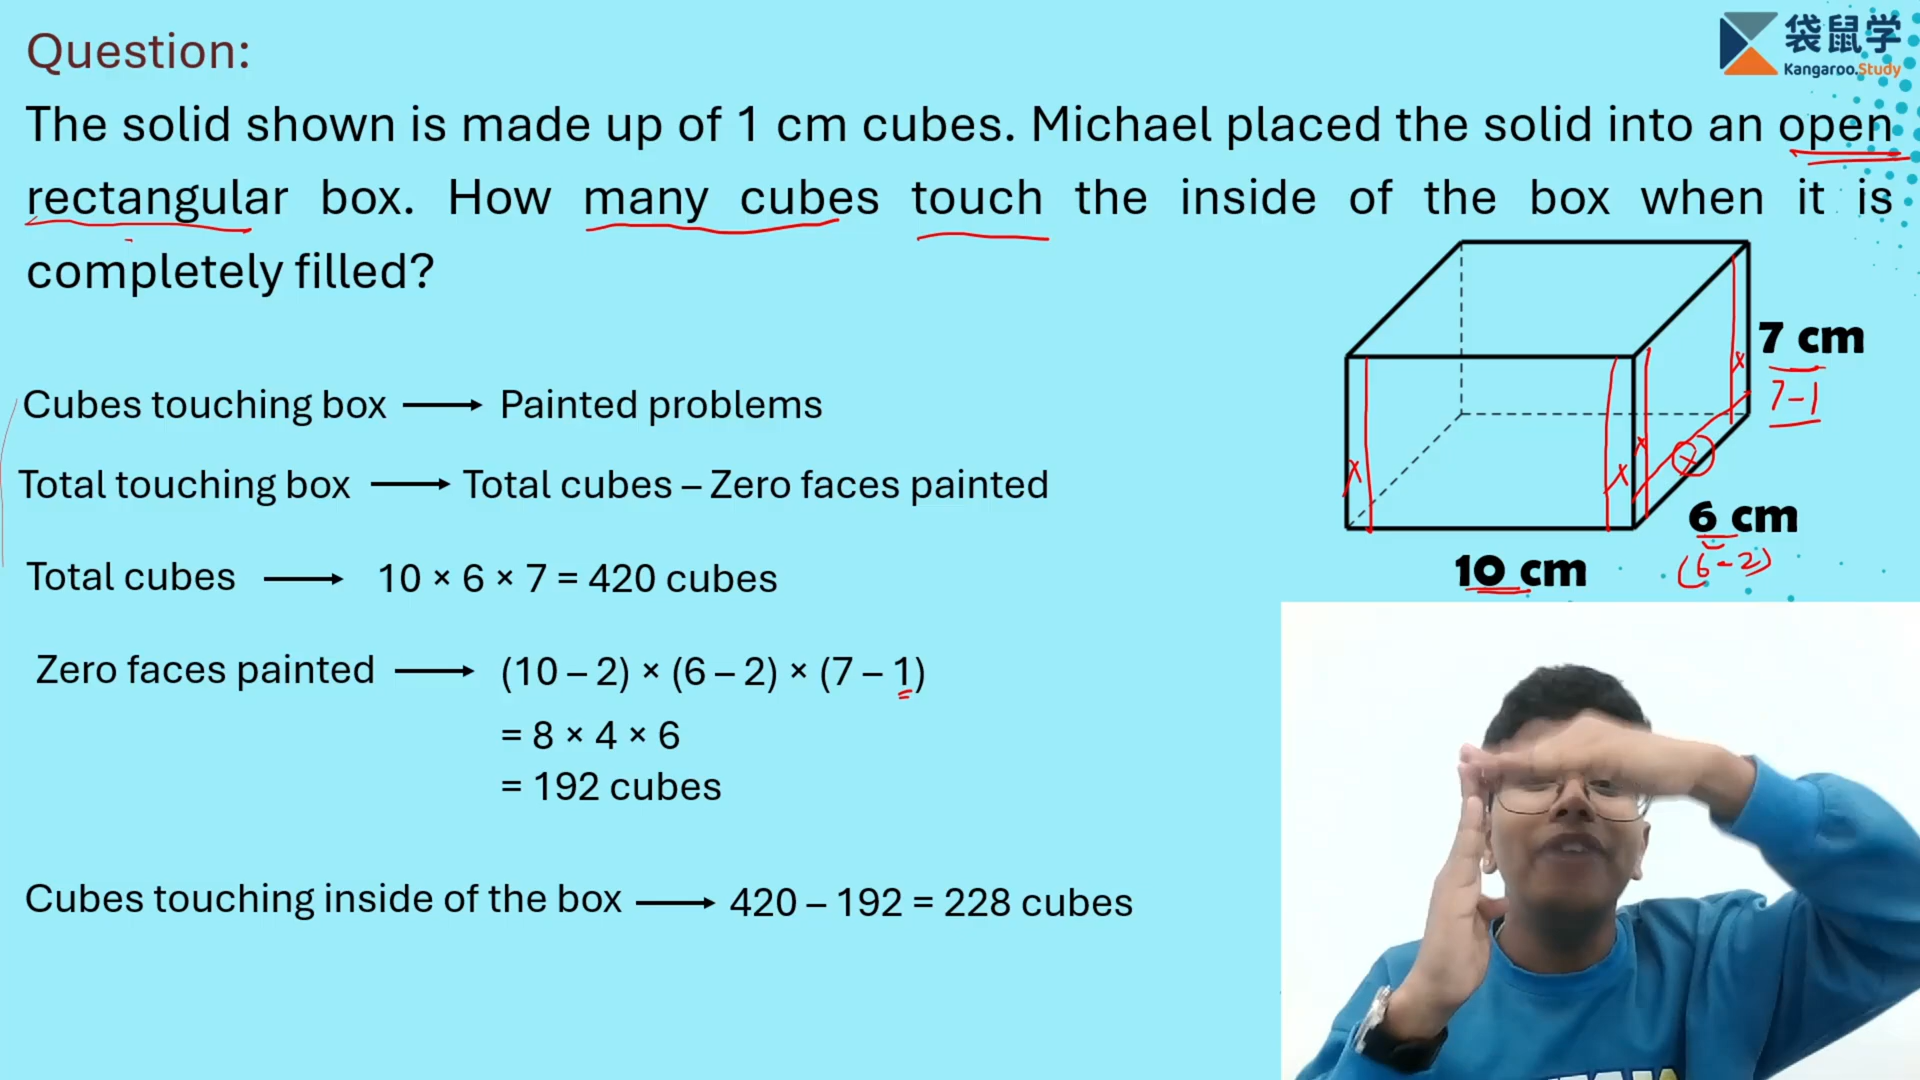 Question:
袋鼠学
Kangaroo.Study
The solid shown is made up of 1 cm cubes. Michael placed the solid into an open
rectangular box. How many cubes touch the inside of the box when it is
completely filled?
7 cm
7-1
Cubes touching box → Painted problems
Total touching box → Total cubes – Zero faces painted
6 cm
(6-2)
10 cm
Total cubes → 10 × 6 × 7 = 420 cubes
Zero faces painted → (10 – 2) × (6 – 2) × (7 – 1)
= 8 × 4 × 6
= 192 cubes
Cubes touching inside of the box → 420 – 192 = 228 cubes